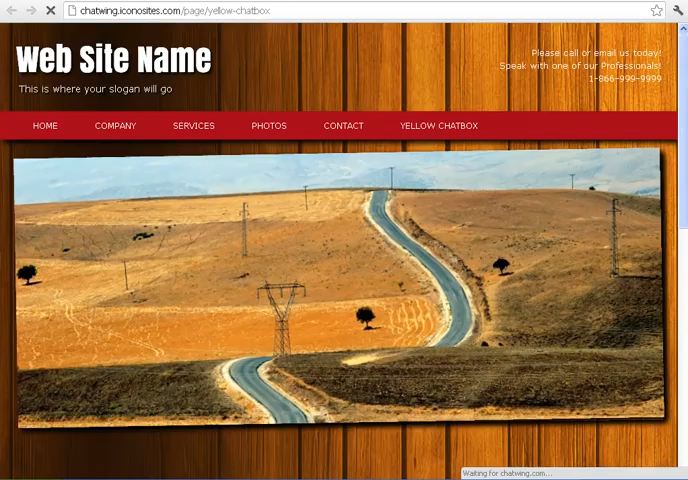 chatwing.iconosites.com/page/yellow-chatbox
Web Site Name
This is where your slogan will go
Please call or email us today!
Speak with one of our Professionals!
1-866-999-9999
HOME COMPANY SERVICES PHOTOS CONTACT YELLOW CHATBOX
Waiting for chatwing.com...